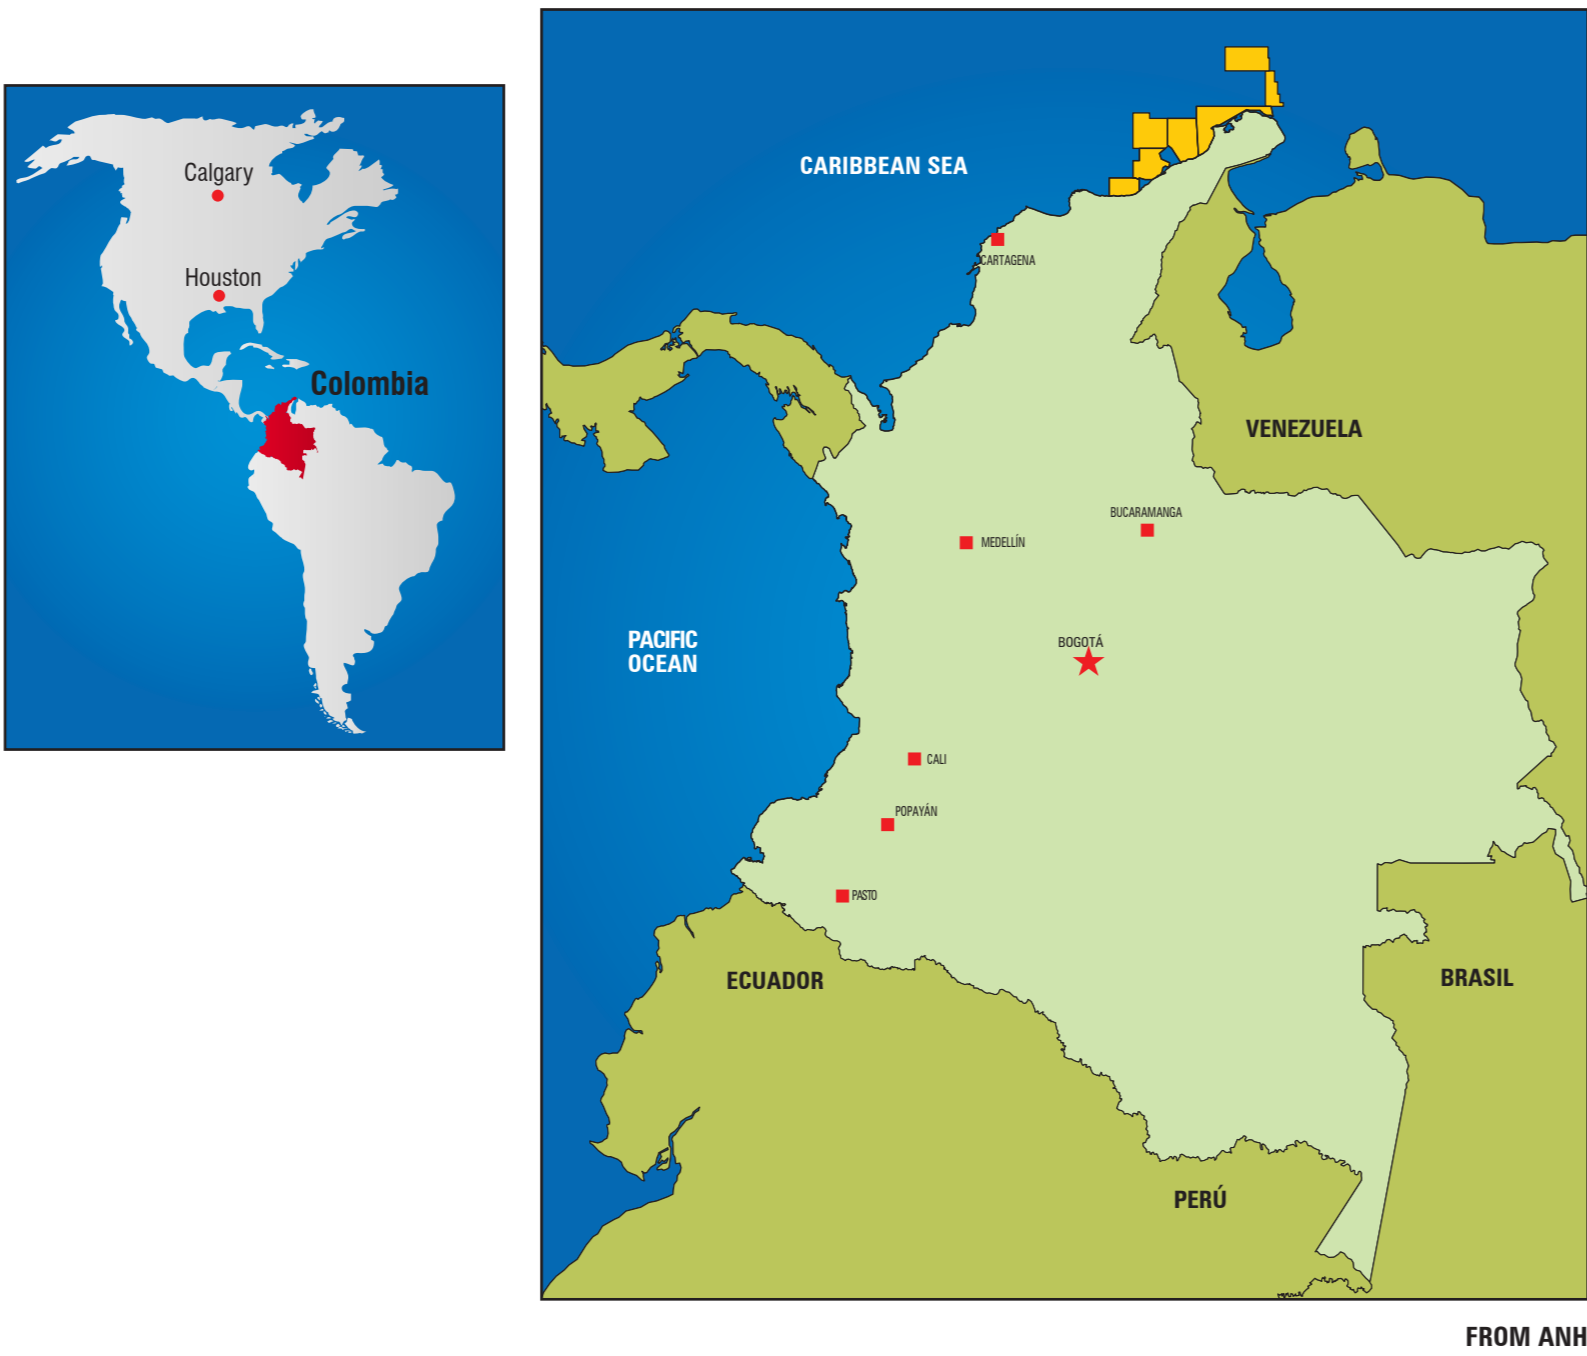 Calgary
Houston
Colombia
CARIBBEAN SEA
CARTAGENA
VENEZUELA
BUCARAMANGA
MEDELLÍN
PACIFIC
OCEAN
BOGOTÁ
CALI
POPAYÁN
PASTO
ECUADOR
BRASIL
PERÚ
FROM ANH